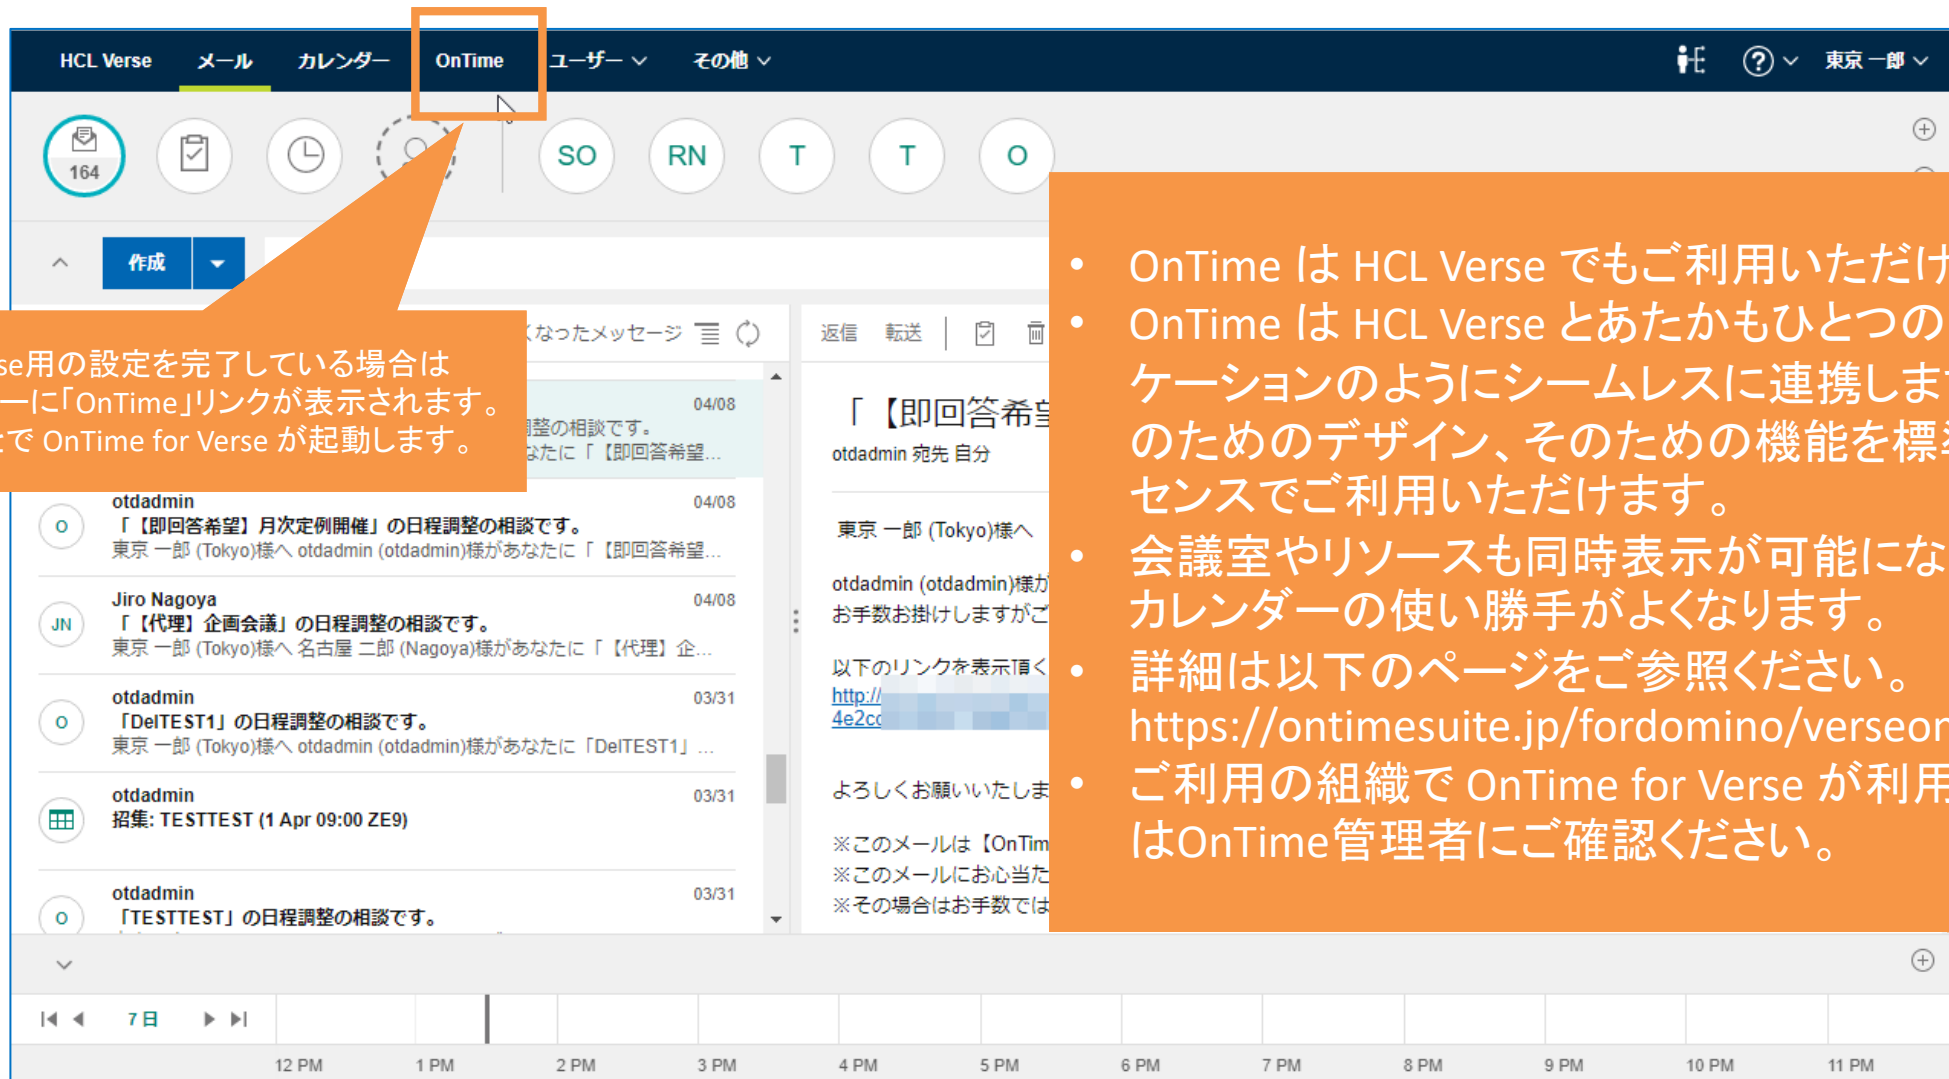 HCL Verse メール カレンダー OnTime ユーザー その他 東京 一郎
164
SO RN T T O
作成
くなったメッセージ
返信 転送
se用の設定を完了している場合は
ーに「OnTime」リンクが表示されます。
で OnTime for Verse が起動します。
04/08
調整の相談です。
なたに「【即回答希望...
O
otdadmin 04/08
「【即回答希望】月次定例開催」の日程調整の相談です。
東京 一郎 (Tokyo)様へ otdadmin (otdadmin)様があなたに「【即回答希望...
JN
Jiro Nagoya 04/08
「【代理】企画会議」の日程調整の相談です。
東京 一郎 (Tokyo)様へ 名古屋 二郎 (Nagoya)様があなたに「【代理】企...
O
otdadmin 03/31
「DelTEST1」の日程調整の相談です。
東京 一郎 (Tokyo)様へ otdadmin (otdadmin)様があなたに「DelTEST1」...
otdadmin 03/31
招集: TESTTEST (1 Apr 09:00 ZE9)
O
otdadmin 03/31
「TESTTEST」の日程調整の相談です。
「【即回答希望
otdadmin 宛先 自分
東京 一郎 (Tokyo)様へ
otdadmin (otdadmin)様が
お手数お掛けしますがご
以下のリンクを表示頂く
http://
4e2cc
よろしくお願いいたしま
※このメールは【OnTim
※このメールにお心当た
※その場合はお手数では
• OnTime は HCL Verse でもご利用いただけ
• OnTime は HCL Verse とあたかもひとつの
ケーションのようにシームレスに連携します
のためのデザイン、そのための機能を標準
センスでご利用いただけます。
• 会議室やリソースも同時表示が可能にな
カレンダーの使い勝手がよくなります。
• 詳細は以下のページをご参照ください。
https://ontimesuite.jp/fordomino/verseon
• ご利用の組織で OnTime for Verse が利用
はOnTime管理者にご確認ください。
7日
12 PM 1 PM 2 PM 3 PM 4 PM 5 PM 6 PM 7 PM 8 PM 9 PM 10 PM 11 PM